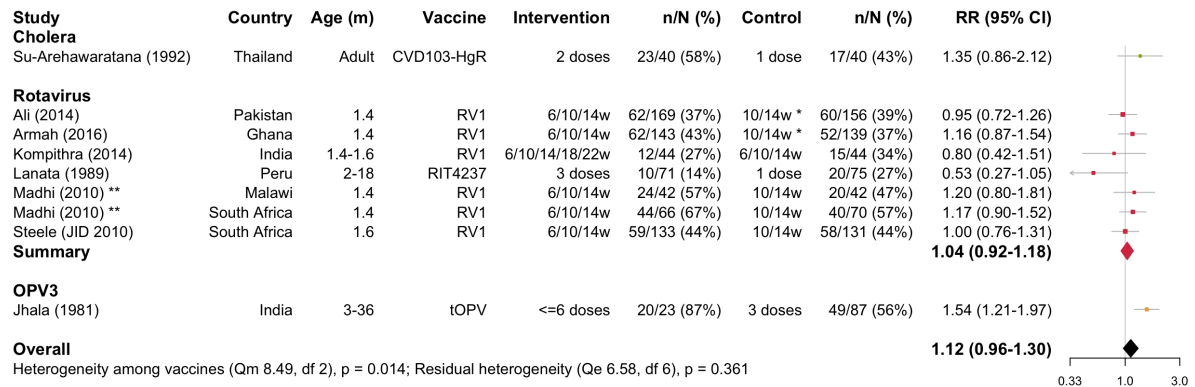 Study Country Age (m) Vaccine Intervention n/N (%) Control n/N (%) RR (95% CI)
Cholera
Su-Arehawaratana (1992) Thailand Adult CVD103-HgR 2 doses 23/40 (58%) 1 dose 17/40 (43%) 1.35 (0.86-2.12)
Rotavirus
Ali (2014) Pakistan 1.4 RV1 6/10/14w 62/169 (37%) 10/14w * 60/156 (39%) 0.95 (0.72-1.26)
Armah (2016) Ghana 1.4 RV1 6/10/14w 62/143 (43%) 10/14w * 52/139 (37%) 1.16 (0.87-1.54)
Kompithra (2014) India 1.4-1.6 RV1 6/10/14/18/22w 12/44 (27%) 6/10/14w 15/44 (34%) 0.80 (0.42-1.51)
Lanata (1989) Peru 2-18 RIT4237 3 doses 10/71 (14%) 1 dose 20/75 (27%) 0.53 (0.27-1.05)
Madhi (2010) ** Malawi 1.4 RV1 6/10/14w 24/42 (57%) 10/14w 20/42 (47%) 1.20 (0.80-1.81)
Madhi (2010) ** South Africa 1.4 RV1 6/10/14w 44/66 (67%) 10/14w 40/70 (57%) 1.17 (0.90-1.52)
Steele (JID 2010) South Africa 1.6 RV1 6/10/14w 59/133 (44%) 10/14w 58/131 (44%) 1.00 (0.76-1.31)
Summary 1.04 (0.92-1.18)
OPV3
Jhala (1981) India 3-36 tOPV <=6 doses 20/23 (87%) 3 doses 49/87 (56%) 1.54 (1.21-1.97)
Overall 1.12 (0.96-1.30)
Heterogeneity among vaccines (Qm 8.49, df 2), p = 0.014; Residual heterogeneity (Qe 6.58, df 6), p = 0.361
0.33 1.0 3.0